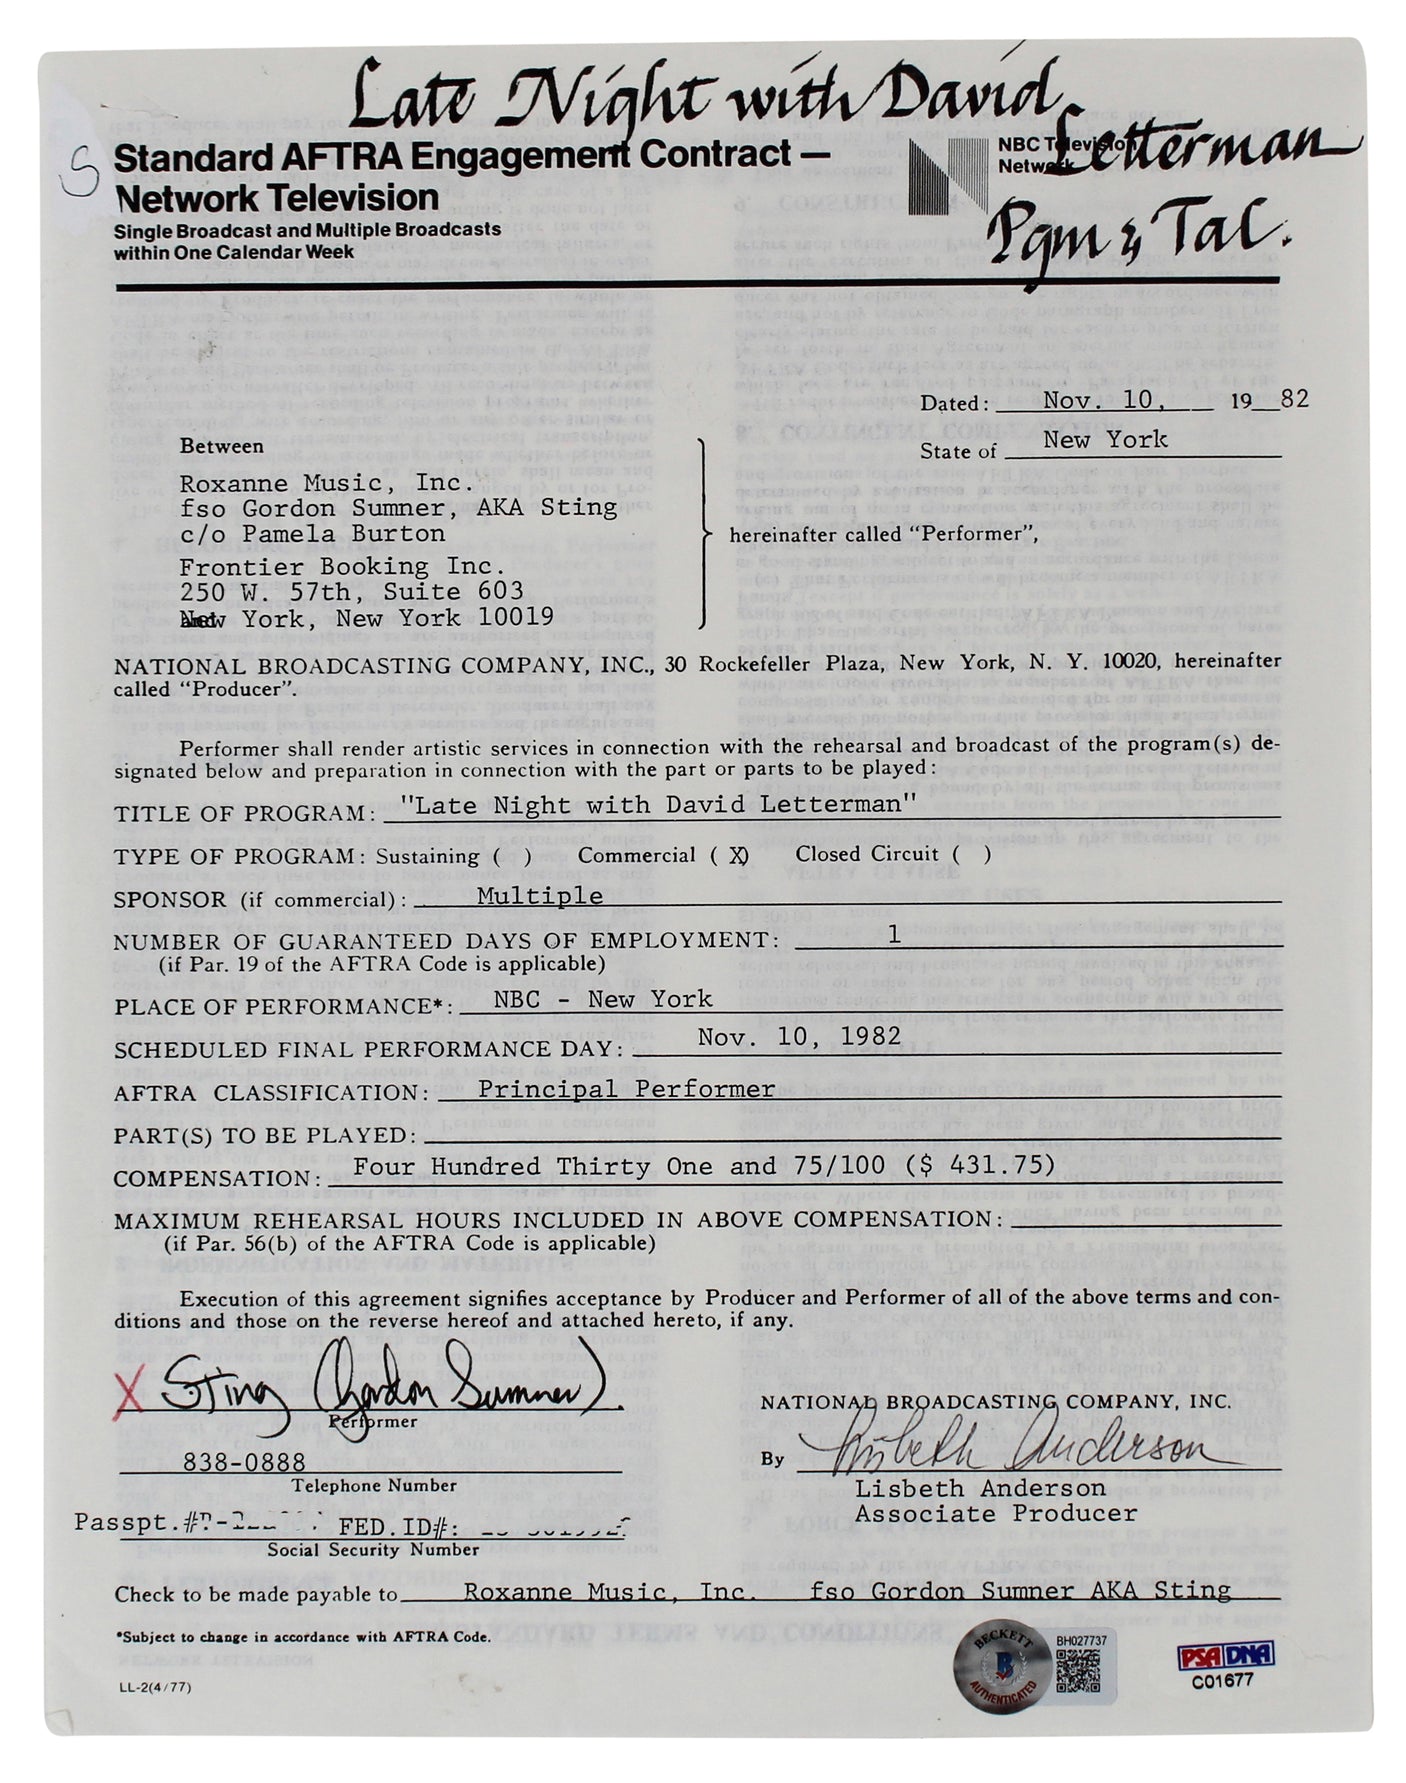 Late Night with David
Letterman
Pgm & Tal.
S
Standard AFTRA Engagement Contract —
Network Television
Single Broadcast and Multiple Broadcasts
within One Calendar Week
NBC Television
Network
Dated: Nov. 10, 19 82
State of New York
Between
Roxanne Music, Inc.
fso Gordon Sumner, AKA Sting
c/o Pamela Burton
Frontier Booking Inc.
250 W. 57th, Suite 603
New York, New York 10019
hereinafter called “Performer”,
NATIONAL BROADCASTING COMPANY, INC., 30 Rockefeller Plaza, New York, N. Y. 10020, hereinafter
called “Producer”.
Performer shall render artistic services in connection with the rehearsal and broadcast of the program(s) de-
signated below and preparation in connection with the part or parts to be played:
TITLE OF PROGRAM: "Late Night with David Letterman"
TYPE OF PROGRAM: Sustaining ( ) Commercial ( X) Closed Circuit ( )
SPONSOR (if commercial): Multiple
NUMBER OF GUARANTEED DAYS OF EMPLOYMENT: 1
(if Par. 19 of the AFTRA Code is applicable)
PLACE OF PERFORMANCE*: NBC - New York
SCHEDULED FINAL PERFORMANCE DAY: Nov. 10, 1982
AFTRA CLASSIFICATION: Principal Performer
PART(S) TO BE PLAYED:
COMPENSATION: Four Hundred Thirty One and 75/100 ($ 431.75)
MAXIMUM REHEARSAL HOURS INCLUDED IN ABOVE COMPENSATION:
(if Par. 56(b) of the AFTRA Code is applicable)
Execution of this agreement signifies acceptance by Producer and Performer of all of the above terms and con-
ditions and those on the reverse hereof and attached hereto, if any.
X Sting (Gordon Sumner)
Performer
838-0888
Telephone Number
Passpt.# FED.ID#:
Social Security Number
NATIONAL BROADCASTING COMPANY, INC.
By Lisbeth Anderson
Lisbeth Anderson
Associate Producer
Check to be made payable to Roxanne Music, Inc. fso Gordon Sumner AKA Sting
*Subject to change in accordance with AFTRA Code.
LL-2(4/77)
BECKETT
B
AUTHENTICATED
BH027737
PSA DNA
C01677